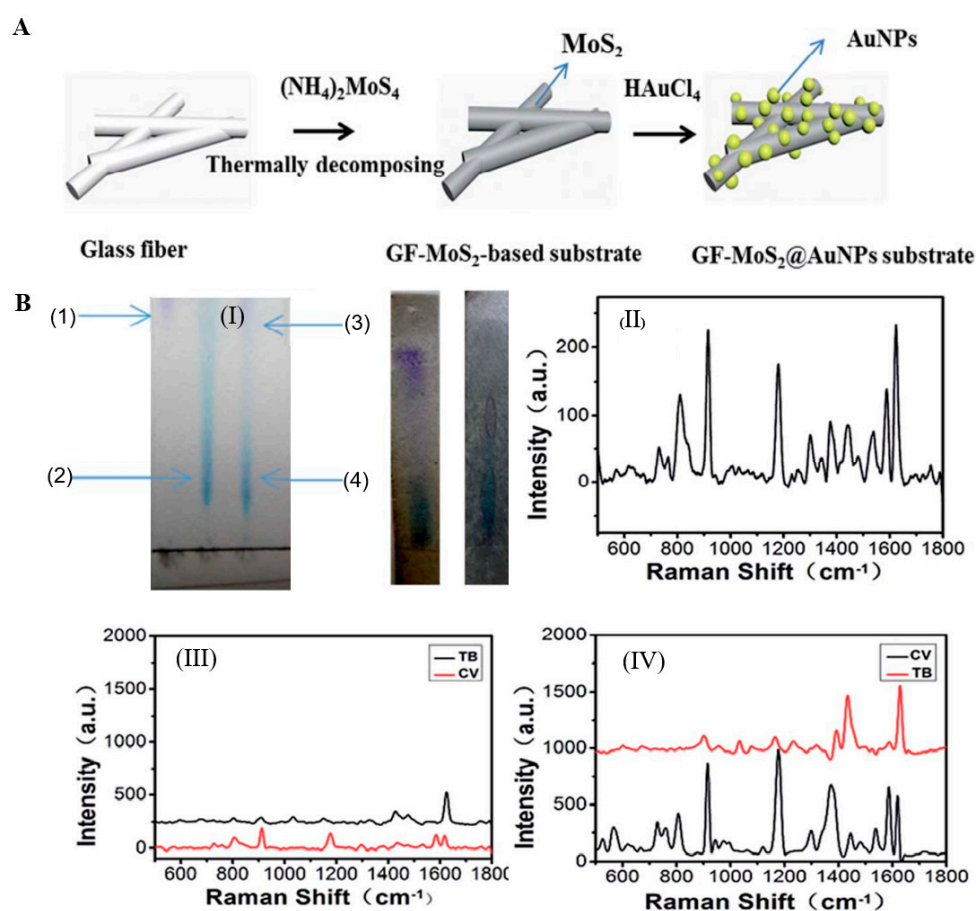 A
(NH4)2MoS4
Thermally decomposing
MoS2
HAuCl4
AuNPs
Glass fiber
GF-MoS2-based substrate
GF-MoS2@AuNPs substrate
B
(1)
(I)
(3)
(2)
(4)
(II)
Intensity (a.u.)
200
100
0
600 800 1000 1200 1400 1600 1800
Raman Shift (cm-1)
(III)
TB
CV
Intensity (a.u.)
2000
1500
1000
500
0
600 800 1000 1200 1400 1600 1800
Raman Shift (cm-1)
(IV)
CV
TB
Intensity (a.u.)
2000
1500
1000
500
0
600 800 1000 1200 1400 1600 1800
Raman Shift (cm-1)